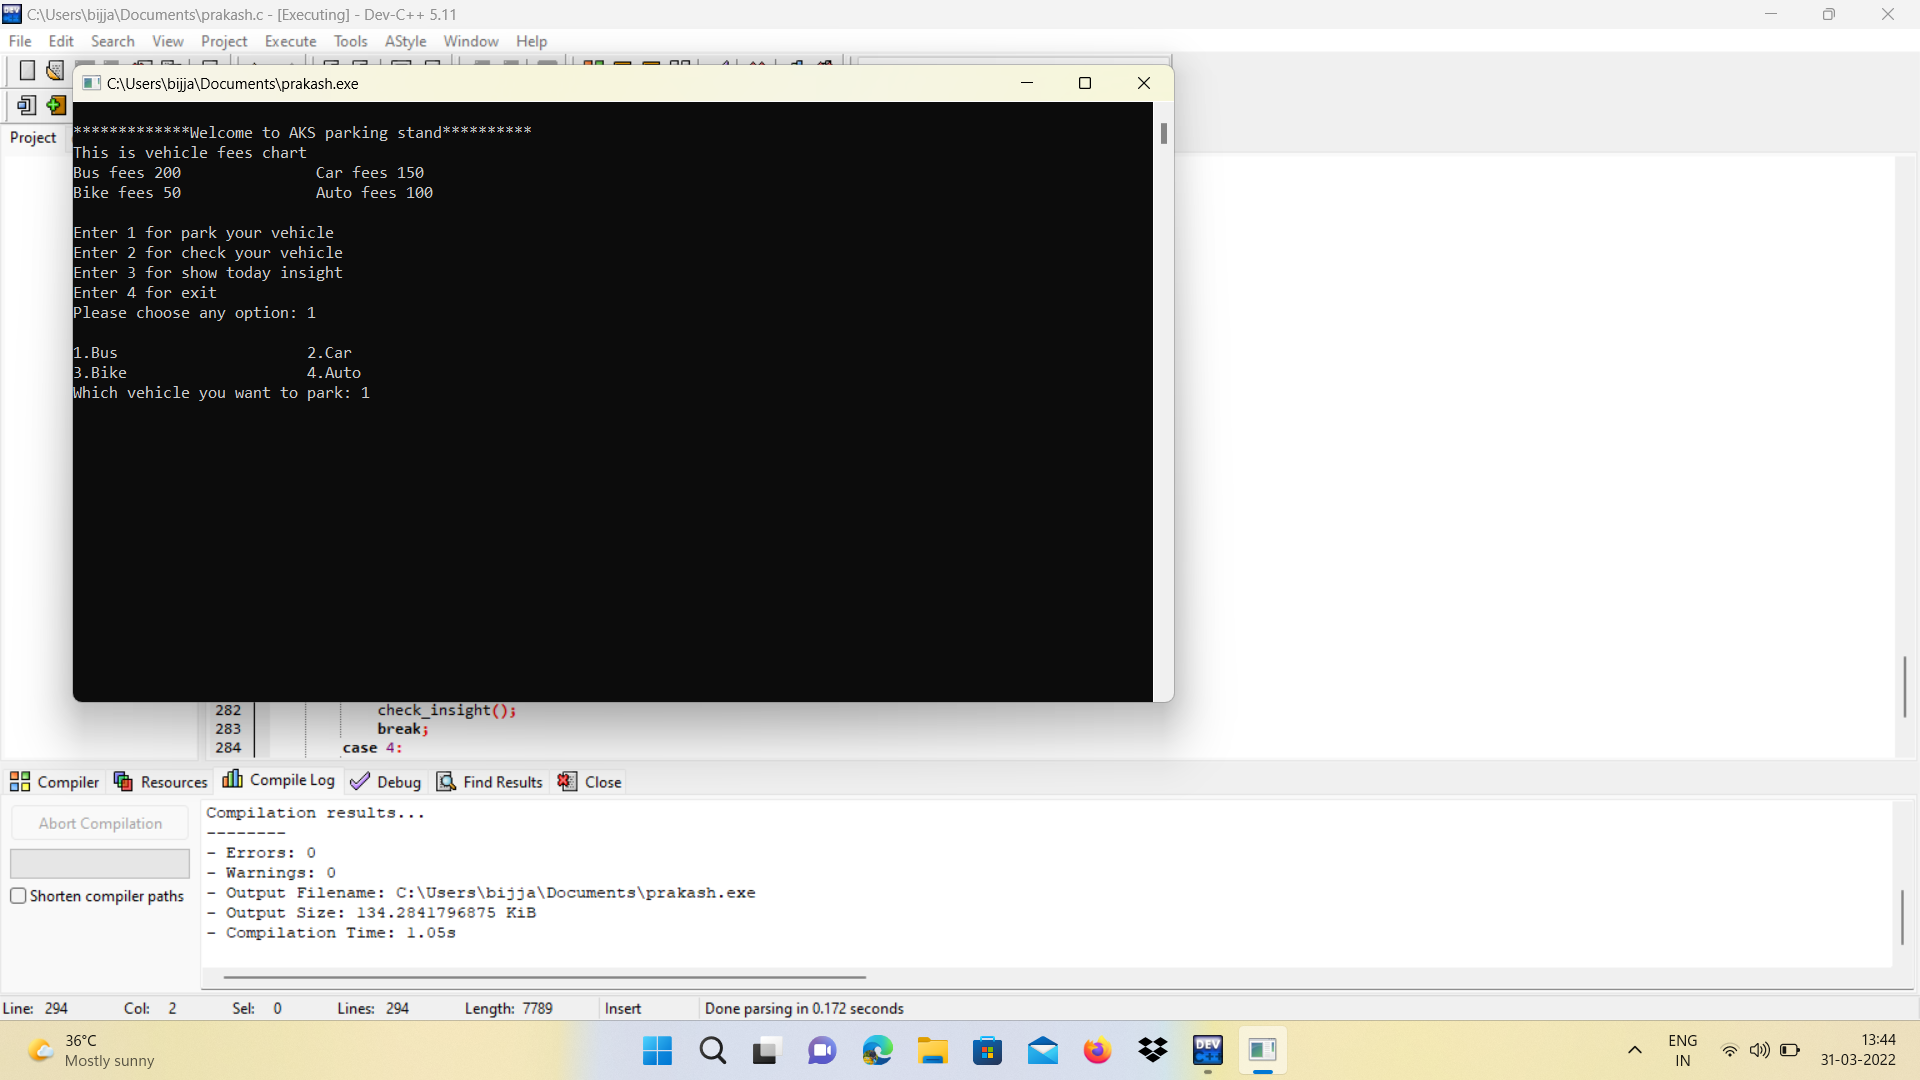 C:\Users\bijja\Documents\prakash.c - [Executing] - Dev-C++ 5.11
File Edit Search View Project Execute Tools AStyle Window Help
C:\Users\bijja\Documents\prakash.exe
Project
*************Welcome to AKS parking stand**********
This is vehicle fees chart
Bus fees 200 Car fees 150
Bike fees 50 Auto fees 100
Enter 1 for park your vehicle
Enter 2 for check your vehicle
Enter 3 for show today insight
Enter 4 for exit
Please choose any option: 1
1.Bus 2.Car
3.Bike 4.Auto
Which vehicle you want to park: 1
282 check_insight();
283 break;
284 case 4:
Compiler Resources Compile Log Debug Find Results Close
Abort Compilation
Shorten compiler paths
Compilation results...
--------
- Errors: 0
- Warnings: 0
- Output Filename: C:\Users\bijja\Documents\prakash.exe
- Output Size: 134.2841796875 KiB
- Compilation Time: 1.05s
Line: 294 Col: 2 Sel: 0 Lines: 294 Length: 7789 Insert Done parsing in 0.172 seconds
36°C
Mostly sunny
DEV C++
ENG
IN
13:44
31-03-2022